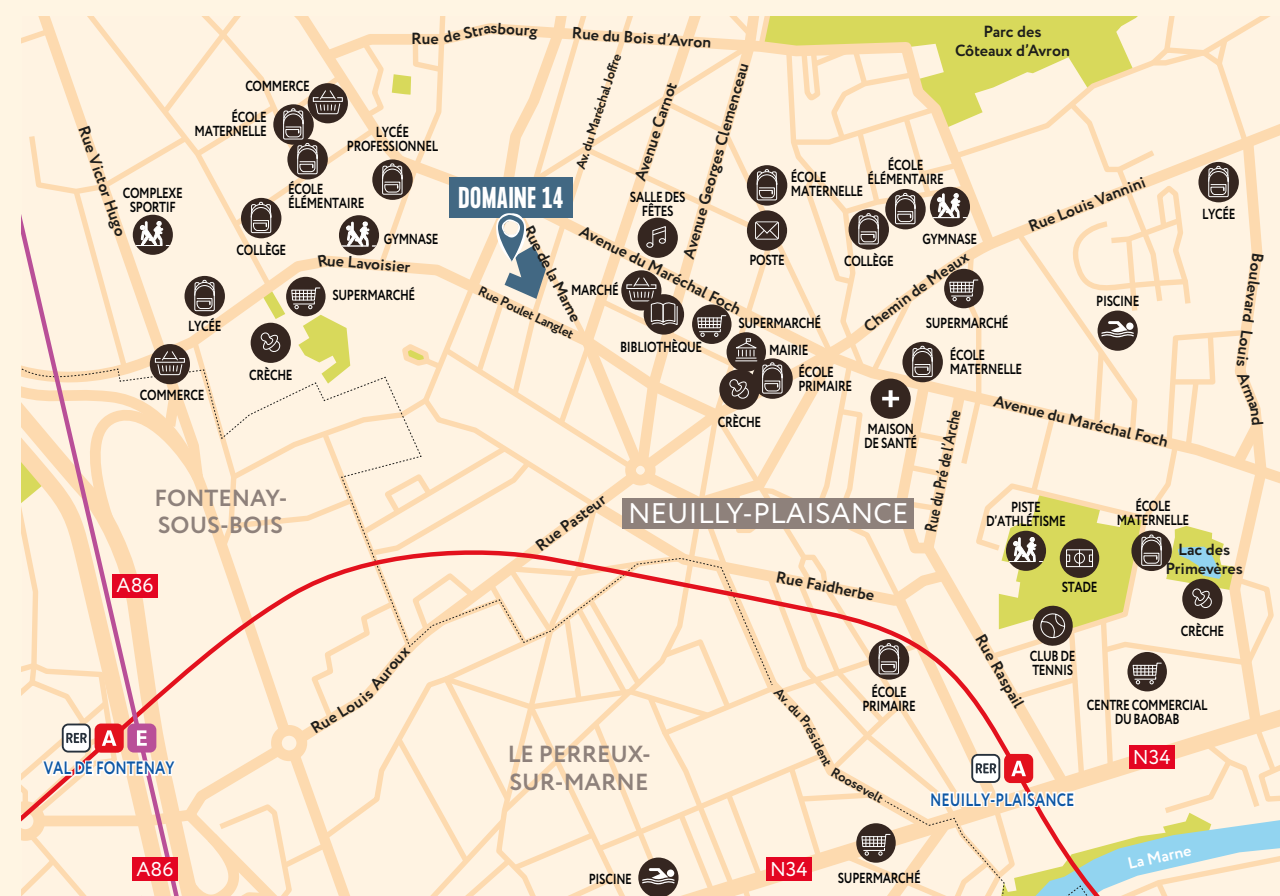 Rue de Strasbourg
Rue du Bois d'Avron
Parc des
Côteaux d'Avron
COMMERCE
ÉCOLE
MATERNELLE
LYCÉE
PROFESSIONNEL
ÉCOLE
ÉLÉMENTAIRE
Rue Victor Hugo
COMPLEXE
SPORTIF
COLLÈGE
GYMNASE
Rue Lavoisier
LYCÉE
SUPERMARCHÉ
CRÈCHE
COMMERCE
DOMAINE 14
Rue de la Marne
Rue Poulet Langlet
Av. du Maréchal Joffre
Avenue Carnot
Avenue Georges Clemenceau
SALLE DES
FÊTES
Avenue du Maréchal Foch
MARCHÉ
BIBLIOTHÈQUE
SUPERMARCHÉ
MAIRIE
ÉCOLE
PRIMAIRE
CRÈCHE
ÉCOLE
MATERNELLE
POSTE
ÉCOLE
ÉLÉMENTAIRE
COLLÈGE
GYMNASE
Rue Louis Vannini
LYCÉE
Chemin de Meaux
SUPERMARCHÉ
PISCINE
Boulevard Louis Armand
ÉCOLE
MATERNELLE
MAISON
DE SANTÉ
Avenue du Maréchal Foch
Rue du Pré de l'Arche
FONTENAY-
SOUS-BOIS
NEUILLY-PLAISANCE
Rue Pasteur
PISTE
D'ATHLÉTISME
STADE
ÉCOLE
MATERNELLE
Lac des
Primevères
CRÈCHE
CLUB DE
TENNIS
CENTRE COMMERCIAL
DU BAOBAB
Rue Faidherbe
A86
Rue Louis Auroux
ÉCOLE
PRIMAIRE
Rue Raspail
Av. du Président Roosevelt
RER A E
VAL DE FONTENAY
LE PERREUX-
SUR-MARNE
RER A
NEUILLY-PLAISANCE
N34
La Marne
A86
PISCINE
N34
SUPERMARCHÉ